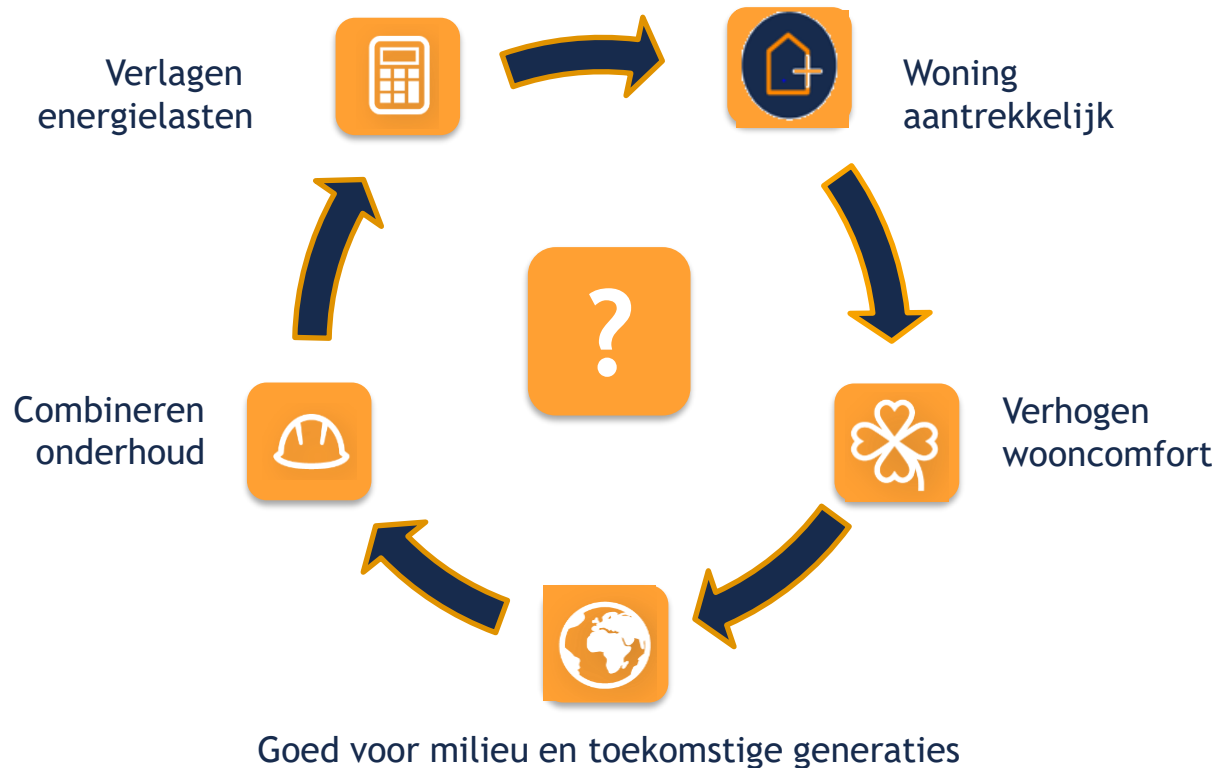 Verlagen
energielasten
Woning
aantrekkelijk
?
Combineren
onderhoud
Verhogen
wooncomfort
Goed voor milieu en toekomstige generaties